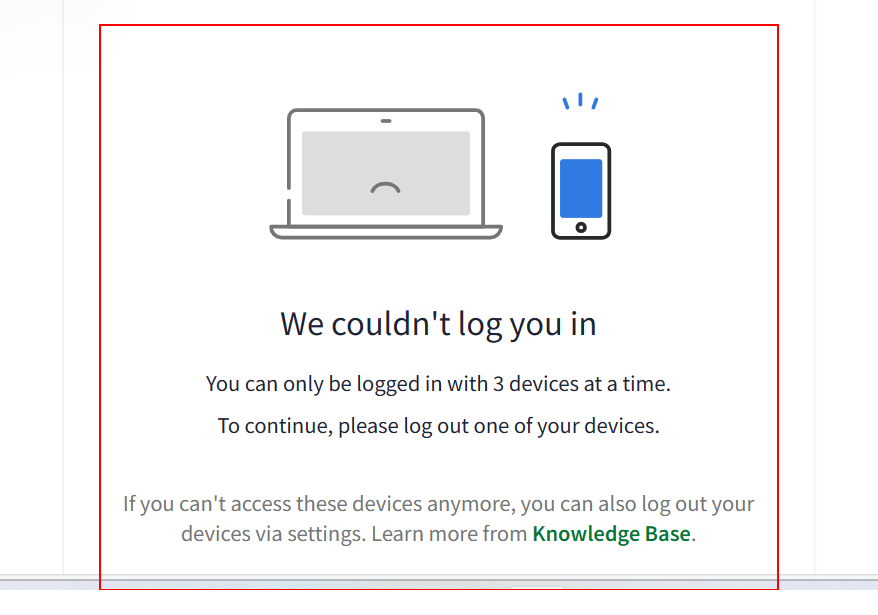 We couldn't log you in
You can only be logged in with 3 devices at a time.
To continue, please log out one of your devices.
If you can't access these devices anymore, you can also log out your
devices via settings. Learn more from Knowledge Base.